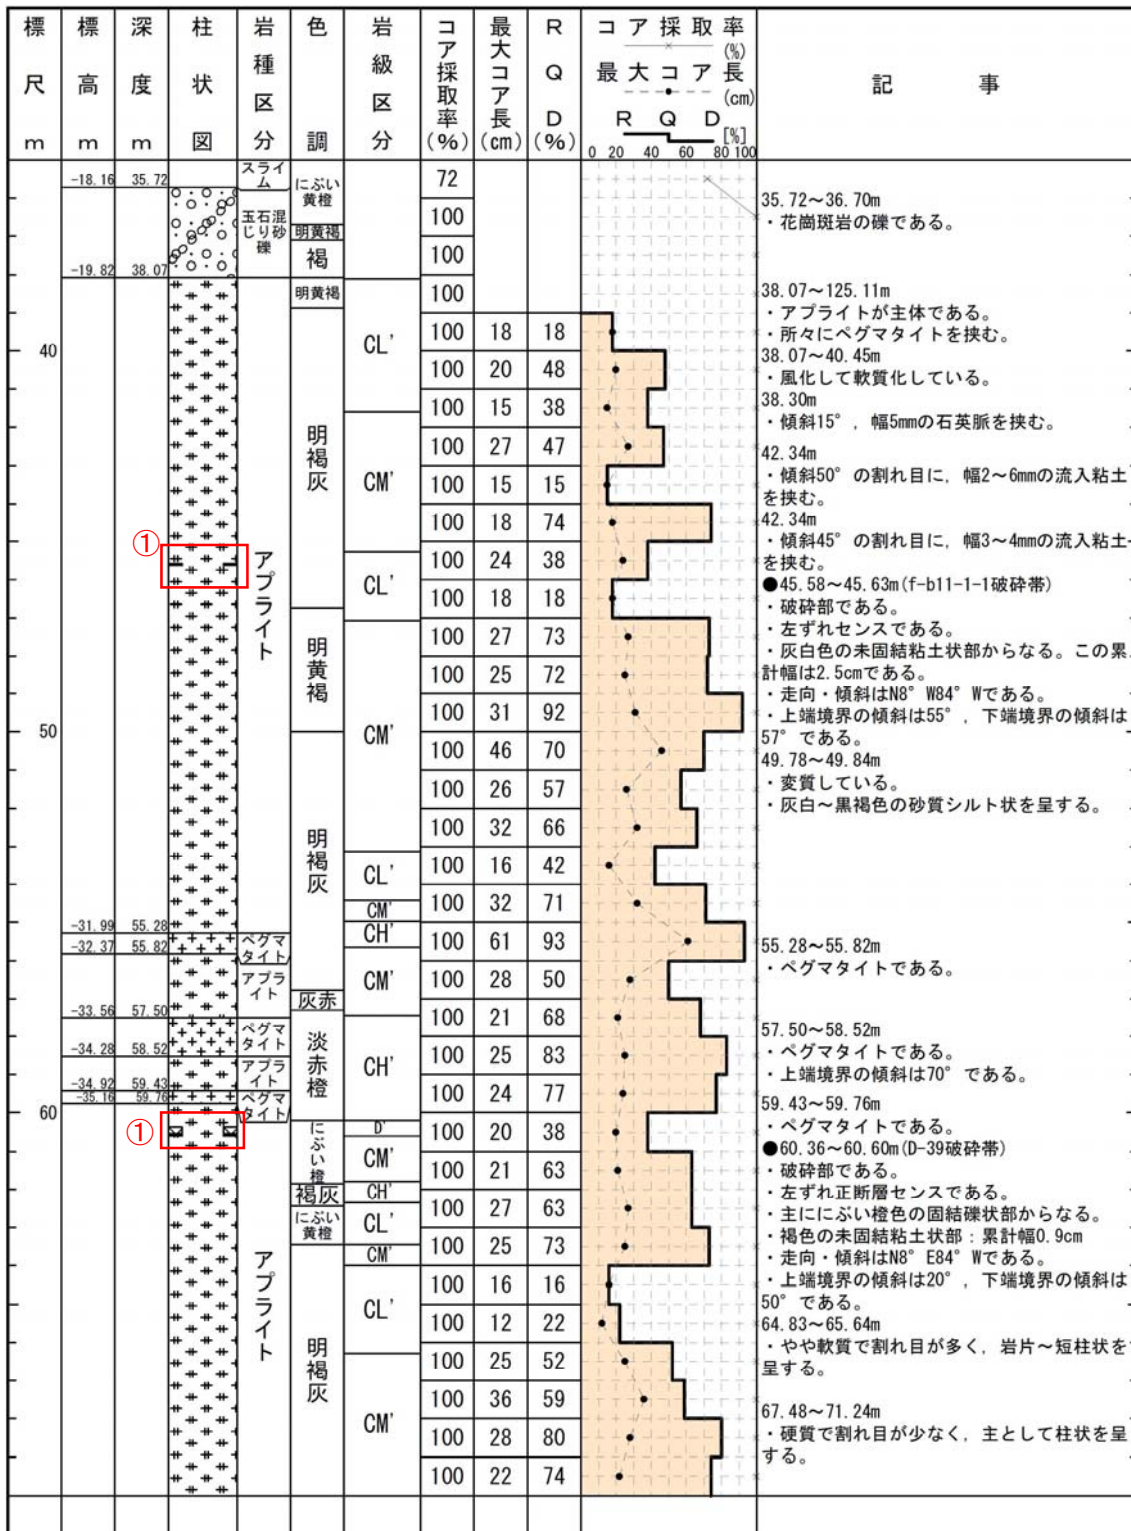 標尺m
標高m
深度m
柱状図
岩種区分
色調
岩級区分
コア採取率(%)
最大コア長(cm)
RQD(%)
コア採取率
(%)
最大コア長
(cm)
RQD
[%]
0 20 40 60 80 100
記事
-18.16 35.72
-19.82 38.07
-31.99 55.28
-32.37 55.82
-33.56 57.50
-34.28 58.52
-34.92 59.43
-35.16 59.76
40
50
60
①
①
スライム
玉石混じり砂礫
アプライト
ペグマタイト
アプライト
ペグマタイト
アプライト
ペグマタイト
アプライト
にぶい黄橙
明黄褐
褐
明黄褐
明褐灰
明黄褐
明褐灰
灰赤
淡赤橙
にぶい橙
褐灰
にぶい黄橙
明褐灰
CL'
CM'
CL'
CM'
CL'
CM'
CH'
CM'
CH'
D'
CM'
CH'
CL'
CM'
CL'
CM'
72
100
100
100
100 18 18
100 20 48
100 15 38
100 27 47
100 15 15
100 18 74
100 24 38
100 18 18
100 27 73
100 25 72
100 31 92
100 46 70
100 26 57
100 32 66
100 16 42
100 32 71
100 61 93
100 28 50
100 21 68
100 25 83
100 24 77
100 20 38
100 21 63
100 27 63
100 25 73
100 16 16
100 12 22
100 25 52
100 36 59
100 28 80
100 22 74
35.72～36.70m
・花崗斑岩の礫である。
38.07～125.11m
・アプライトが主体である。
・所々にペグマタイトを挟む。
38.07～40.45m
・風化して軟質化している。
38.30m
・傾斜15°，幅5mmの石英脈を挟む。
42.34m
・傾斜50°の割れ目に，幅2～6mmの流入粘土
を挟む。
42.34m
・傾斜45°の割れ目に，幅3～4mmの流入粘土
を挟む。
●45.58～45.63m(f-b11-1-1破砕帯)
・破砕部である。
・左ずれセンスである。
・灰白色の未固結粘土状部からなる。この累
計幅は2.5cmである。
・走向・傾斜はN8°W84°Wである。
・上端境界の傾斜は55°，下端境界の傾斜は
57°である。
49.78～49.84m
・変質している。
・灰白～黒褐色の砂質シルト状を呈する。
55.28～55.82m
・ペグマタイトである。
57.50～58.52m
・ペグマタイトである。
・上端境界の傾斜は70°である。
59.43～59.76m
・ペグマタイトである。
●60.36～60.60m(D-39破砕帯)
・破砕部である。
・左ずれ正断層センスである。
・主ににぶい橙色の固結礫状部からなる。
・褐色の未固結粘土状部：累計幅0.9cm
・走向・傾斜はN8°E84°Wである。
・上端境界の傾斜は20°，下端境界の傾斜は
50°である。
64.83～65.64m
・やや軟質で割れ目が多く，岩片～短柱状を
呈する。
67.48～71.24m
・硬質で割れ目が少なく，主として柱状を呈
する。